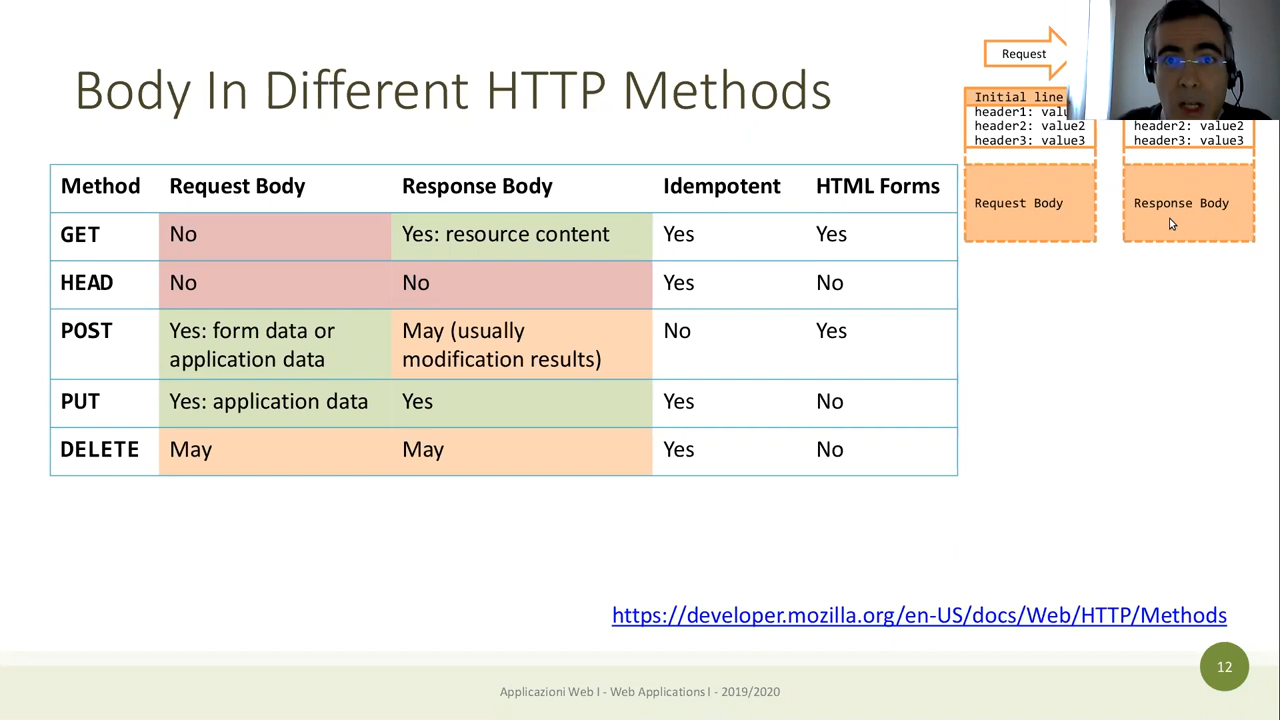 Body In Different HTTP Methods
Request
Initial line
header1:
header2: value2
header3: value3
Request Body
header2: value2
header3: value3
Response Body
Method Request Body Response Body Idempotent HTML Forms
GET No Yes: resource content Yes Yes
HEAD No No Yes No
POST Yes: form data or application data May (usually modification results) No Yes
PUT Yes: application data Yes Yes No
DELETE May May Yes No
https://developer.mozilla.org/en-US/docs/Web/HTTP/Methods
12
Applicazioni Web I - Web Applications I - 2019/2020